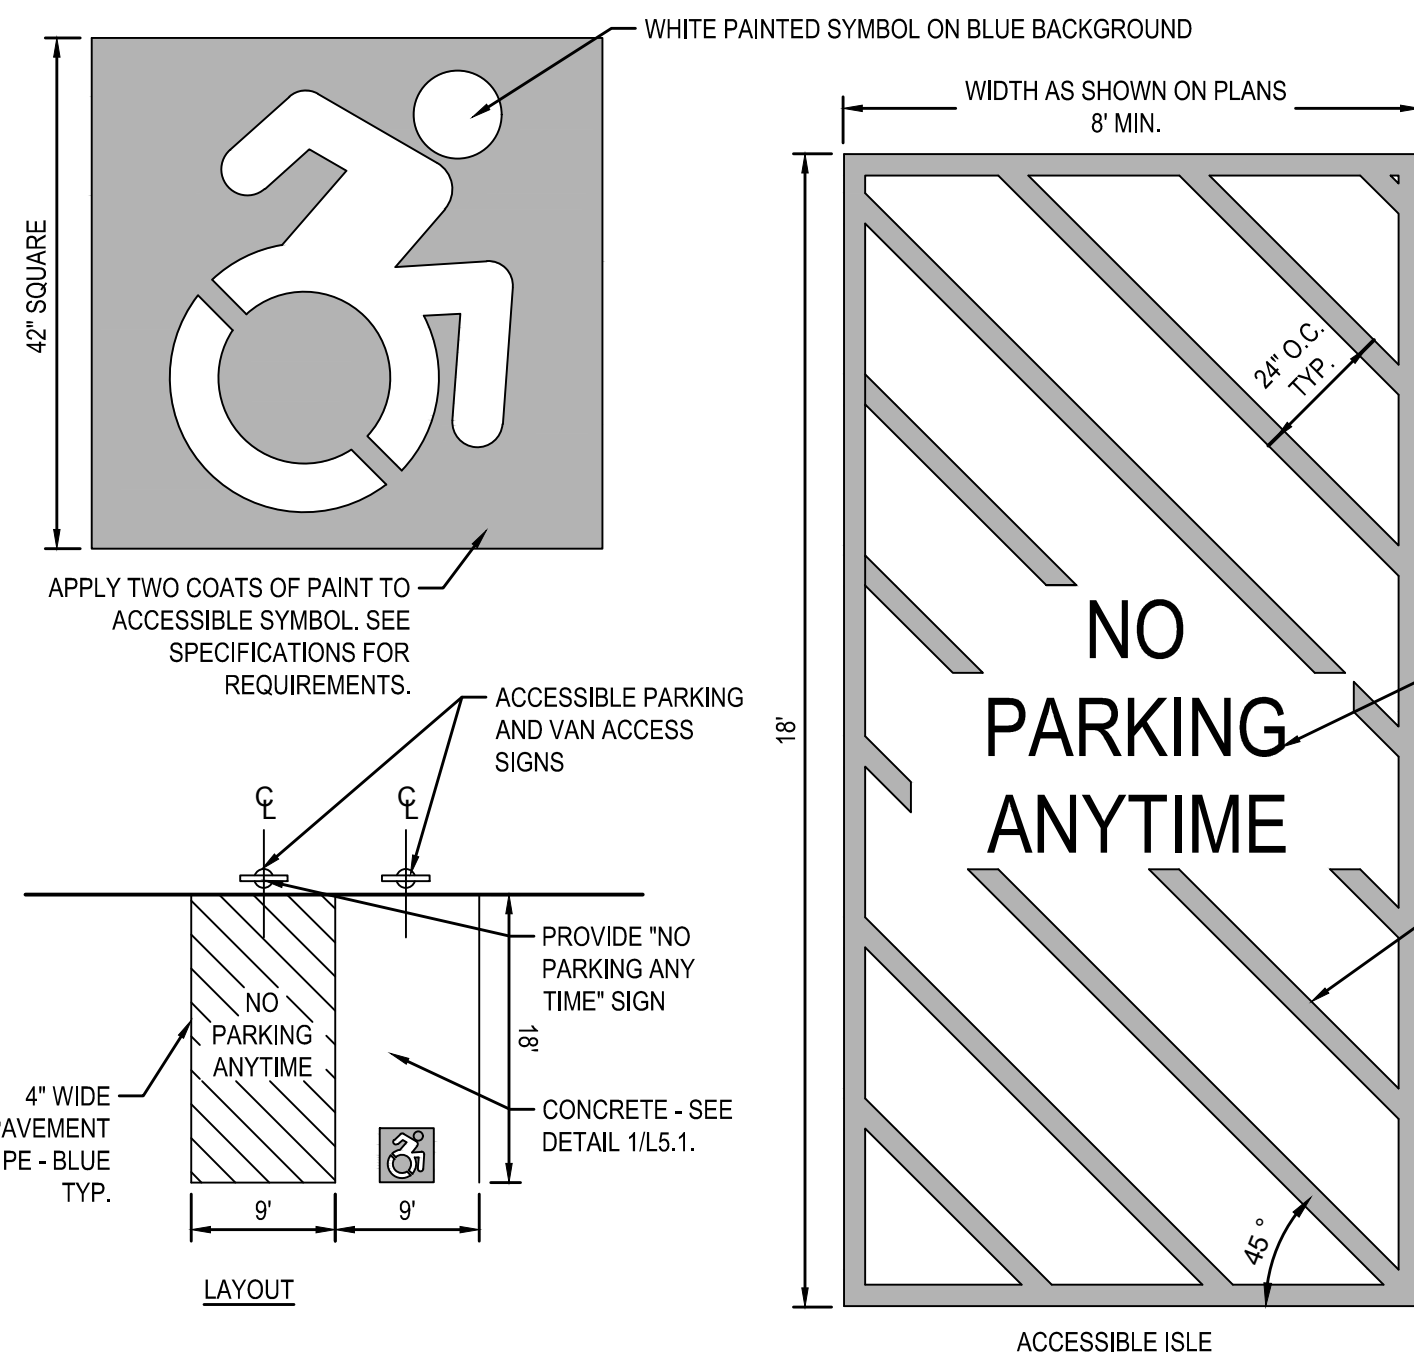 WHITE PAINTED SYMBOL ON BLUE BACKGROUND
42" SQUARE
APPLY TWO COATS OF PAINT TO
ACCESSIBLE SYMBOL. SEE
SPECIFICATIONS FOR
REQUIREMENTS.
WIDTH AS SHOWN ON PLANS
8' MIN.
18'
24" O.C.
TYP.
NO
PARKING
ANYTIME
45°
ACCESSIBLE ISLE
ACCESSIBLE PARKING
AND VAN ACCESS
SIGNS
CL
CL
PROVIDE "NO
PARKING ANY
TIME" SIGN
NO
PARKING
ANYTIME
18'
4" WIDE
PAVEMENT
PE - BLUE
TYP.
CONCRETE - SEE
DETAIL 1/L5.1.
9'
9'
LAYOUT